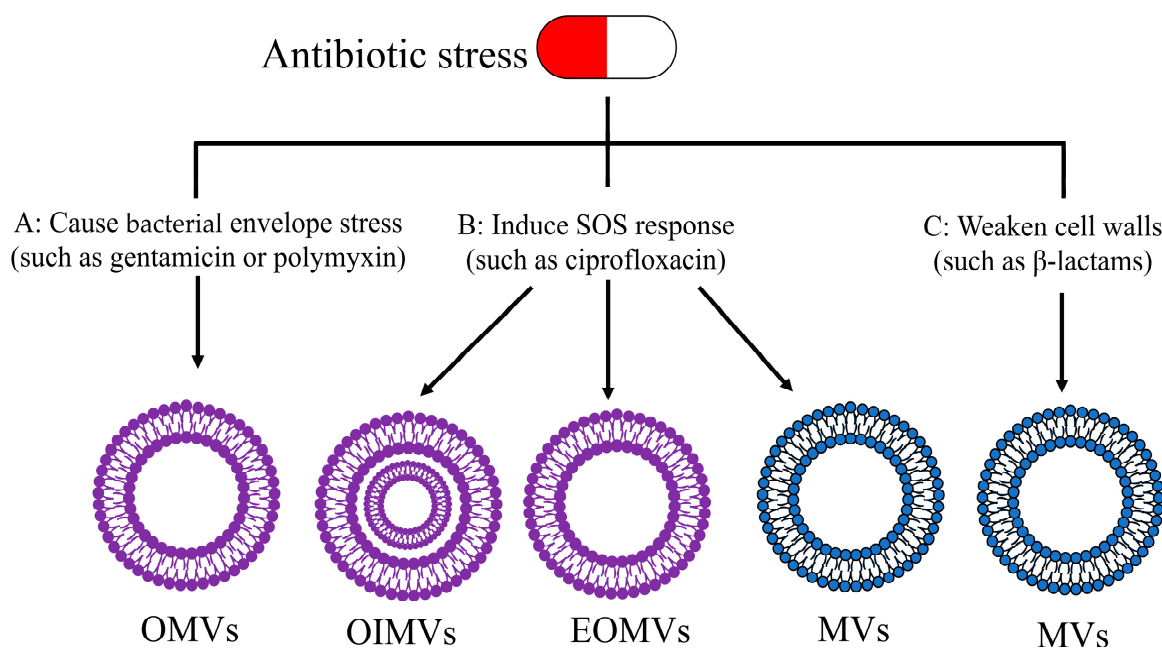 Antibiotic stress
A: Cause bacterial envelope stress
(such as gentamicin or polymyxin)
B: Induce SOS response
(such as ciprofloxacin)
C: Weaken cell walls
(such as β-lactams)
OMVs
OIMVs
EOMVs
MVs
MVs